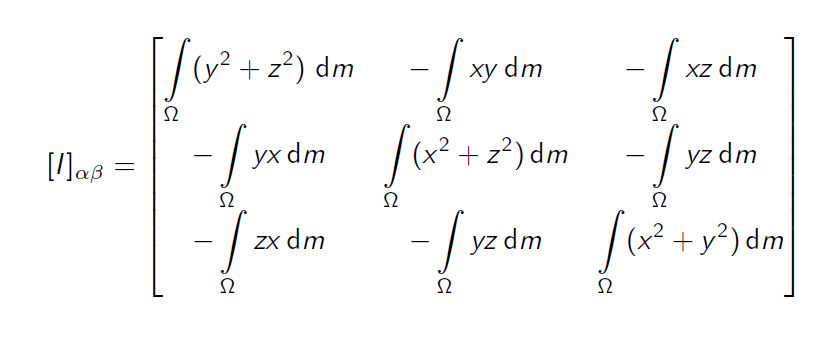 ∫Ω (y² + z²) dm − ∫Ω xy dm − ∫Ω xz dm
[I]αβ = − ∫Ω yx dm ∫Ω (x² + z²) dm − ∫Ω yz dm
− ∫Ω zx dm − ∫Ω yz dm ∫Ω (x² + y²) dm